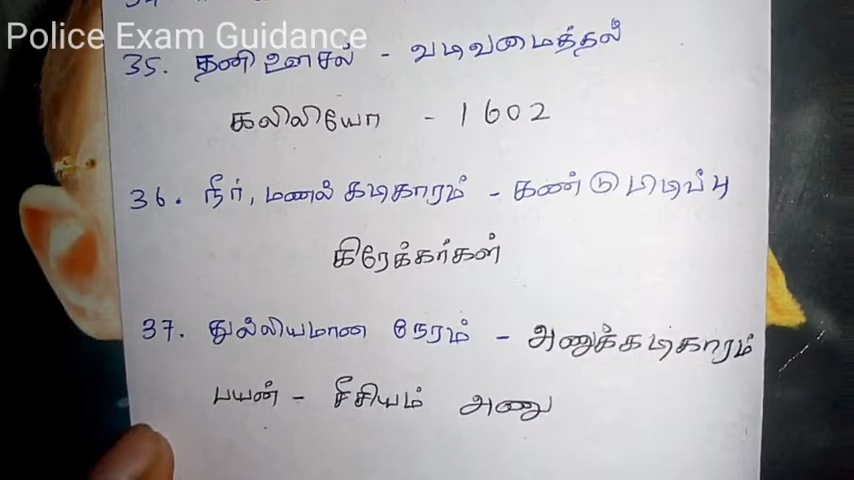 Police Exam Guidance
35. தனி ஊசல் - வடிவமைத்தல்
கலிலியோ - 1602
36. நீர், மணல் கடிகாரம் - கண்டுபிடிப்பு
கிரேக்கர்கள்
37. துல்லியமான நேரம் - அணுக்கடிகாரம்
பயன் - சீசியம் அணு